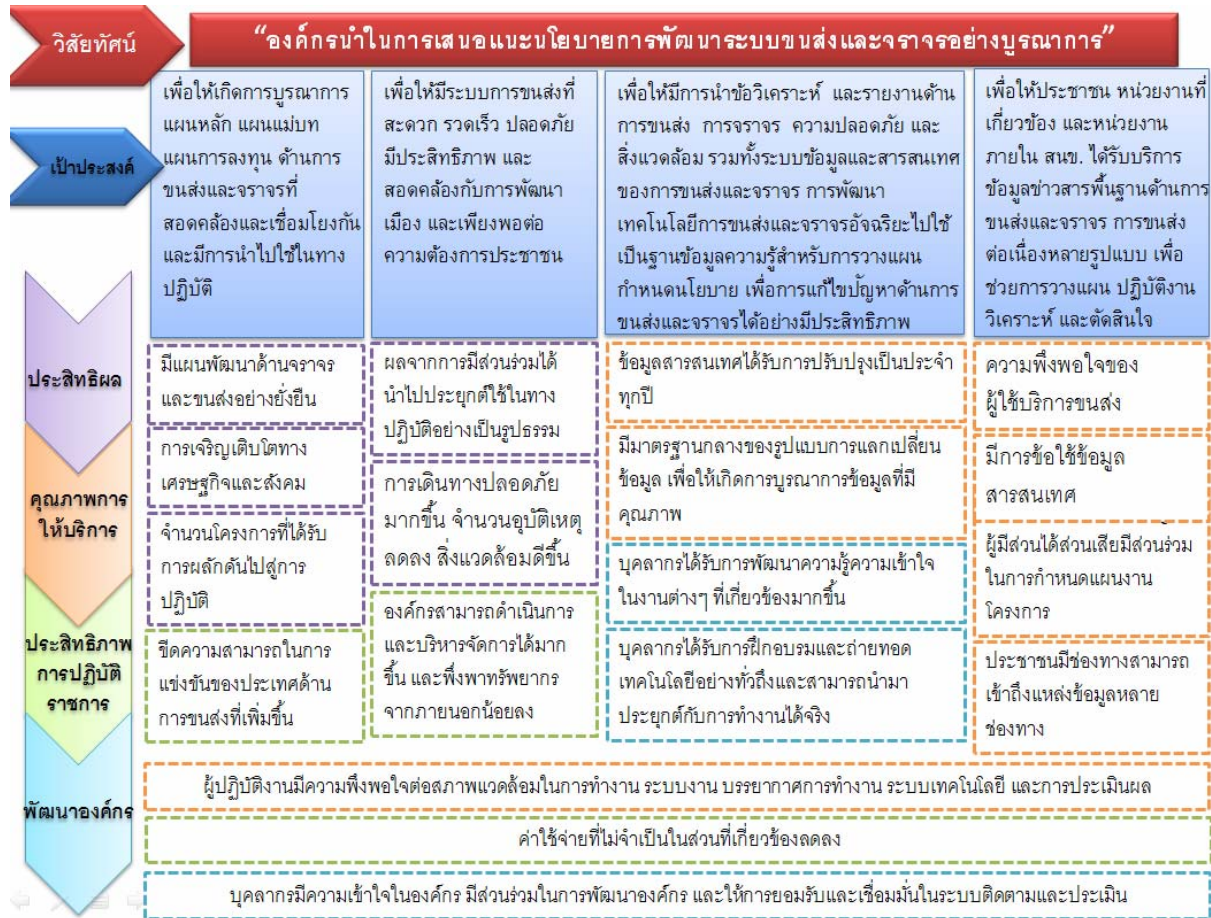 วิสัยทัศน์
“องค์กรนำในการเสนอแนะนโยบายการพัฒนาระบบขนส่งและจราจรอย่างบูรณาการ”
เป้าประสงค์
เพื่อให้เกิดการบูรณาการ
แผนหลัก แผนแม่บท
แผนการลงทุน ด้านการ
ขนส่งและจราจรที่
สอดคล้องและเชื่อมโยงกัน
และมีการนำไปใช้ในทาง
ปฏิบัติ
เพื่อให้มีระบบการขนส่งที่
สะดวก รวดเร็ว ปลอดภัย
มีประสิทธิภาพ และ
สอดคล้องกับการพัฒนา
เมือง และเพียงพอต่อ
ความต้องการประชาชน
เพื่อให้มีการนำข้อวิเคราะห์ และรายงานด้าน
การขนส่ง การจราจร ความปลอดภัย และ
สิ่งแวดล้อม รวมทั้งระบบข้อมูลและสารสนเทศ
ของการขนส่งและจราจร การพัฒนา
เทคโนโลยีการขนส่งและจราจรอัจฉริยะไปใช้
เป็นฐานข้อมูลความรู้สำหรับการวางแผน
กำหนดนโยบาย เพื่อการแก้ไขปัญหาด้านการ
ขนส่งและจราจรได้อย่างมีประสิทธิภาพ
เพื่อให้ประชาชน หน่วยงานที่
เกี่ยวข้อง และหน่วยงาน
ภายใน สนข. ได้รับบริการ
ข้อมูลข่าวสารพื้นฐานด้านการ
ขนส่งและจราจร การขนส่ง
ต่อเนื่องหลายรูปแบบ เพื่อ
ช่วยการวางแผน ปฏิบัติงาน
วิเคราะห์ และตัดสินใจ
ประสิทธิผล
คุณภาพการ
ให้บริการ
ประสิทธิภาพ
การปฏิบัติ
ราชการ
พัฒนาองค์กร
มีแผนพัฒนาด้านจราจร
และขนส่งอย่างยั่งยืน
การเจริญเติบโตทาง
เศรษฐกิจและสังคม
จำนวนโครงการที่ได้รับ
การผลักดันไปสู่การ
ปฏิบัติ
ขีดความสามารถในการ
แข่งขันของประเทศด้าน
การขนส่งที่เพิ่มขึ้น
ผลจากการมีส่วนร่วมได้
นำไปประยุกต์ใช้ในทาง
ปฏิบัติอย่างเป็นรูปธรรม
การเดินทางปลอดภัย
มากขึ้น จำนวนอุบัติเหตุ
ลดลง สิ่งแวดล้อมดีขึ้น
องค์กรสามารถดำเนินการ
และบริหารจัดการได้มาก
ขึ้น และพึ่งพาทรัพยากร
จากภายนอกน้อยลง
ข้อมูลสารสนเทศได้รับการปรับปรุงเป็นประจำ
ทุกปี
มีมาตรฐานกลางของรูปแบบการแลกเปลี่ยน
ข้อมูล เพื่อให้เกิดการบูรณาการข้อมูลที่มี
คุณภาพ
บุคลากรได้รับการพัฒนาความรู้ความเข้าใจ
ในงานต่างๆ ที่เกี่ยวข้องมากขึ้น
บุคลากรได้รับการฝึกอบรมและถ่ายทอด
เทคโนโลยีอย่างทั่วถึงและสามารถนำมา
ประยุกต์กับการทำงานได้จริง
ความพึงพอใจของ
ผู้ใช้บริการขนส่ง
มีการข้อใช้ข้อมูล
สารสนเทศ
ผู้มีส่วนได้ส่วนเสียมีส่วนร่วม
ในการกำหนดแผนงาน
โครงการ
ประชาชนมีช่องทางสามารถ
เข้าถึงแหล่งข้อมูลหลาย
ช่องทาง
ผู้ปฏิบัติงานมีความพึงพอใจต่อสภาพแวดล้อมในการทำงาน ระบบงาน บรรยากาศการทำงาน ระบบเทคโนโลยี และการประเมินผล
ค่าใช้จ่ายที่ไม่จำเป็นในส่วนที่เกี่ยวข้องลดลง
บุคลากรมีความเข้าใจในองค์กร มีส่วนร่วมในการพัฒนาองค์กร และให้การยอมรับและเชื่อมั่นในระบบติดตามและประเมิน